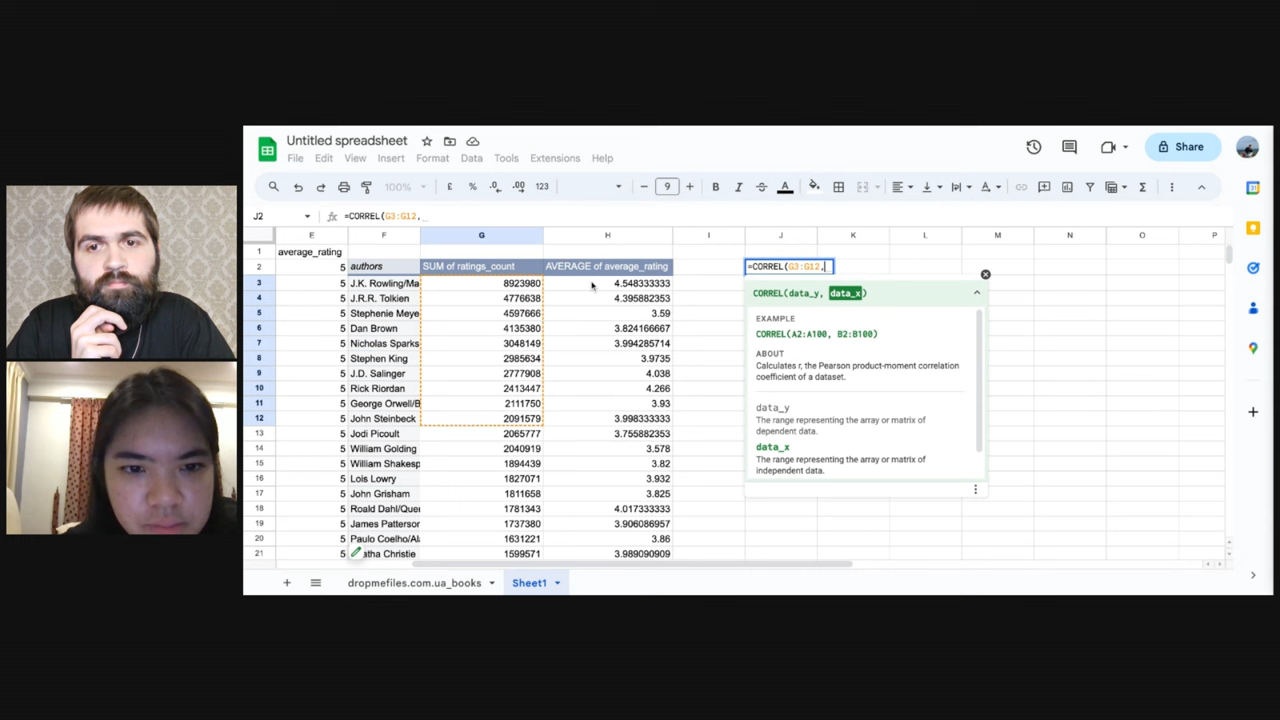 Untitled spreadsheet
File Edit View Insert Format Data Tools Extensions Help
Share
100% £ % .0 .00 123 9 B I A
J2 fx =CORREL(G3:G12,
E F G H I J K L M N O P
1 average_rating
2 5 authors SUM of ratings_count AVERAGE of average_rating =CORREL(G3:G12,
3 5 J.K. Rowling/Ma 8923980 4.548333333
4 5 J.R.R. Tolkien 4776638 4.395882353
5 5 Stephenie Meye 4597666 3.59
6 5 Dan Brown 4135380 3.824166667
7 5 Nicholas Sparks 3048149 3.994285714
8 5 Stephen King 2985634 3.9735
9 5 J.D. Salinger 2777908 4.038
10 5 Rick Riordan 2413447 4.266
11 5 George Orwell/B 2111750 3.93
12 5 John Steinbeck 2091579 3.998333333
13 5 Jodi Picoult 2065777 3.755882353
14 5 William Golding 2040919 3.578
15 5 William Shakesp 1894439 3.82
16 5 Lois Lowry 1827071 3.932
17 5 John Grisham 1811658 3.825
18 5 Roald Dahl/Que 1781343 4.017333333
19 5 James Patterson 1737380 3.906086957
20 5 Paulo Coelho/Al 1631221 3.86
21 5 atha Christie 1599571 3.989090909
CORREL(data_y, data_x)
EXAMPLE
CORREL(A2:A100, B2:B100)
ABOUT
Calculates r, the Pearson product-moment correlation
coefficient of a dataset.
data_y
The range representing the array or matrix of
dependent data.
data_x
The range representing the array or matrix of
independent data.
dropmefiles.com.ua_books Sheet1